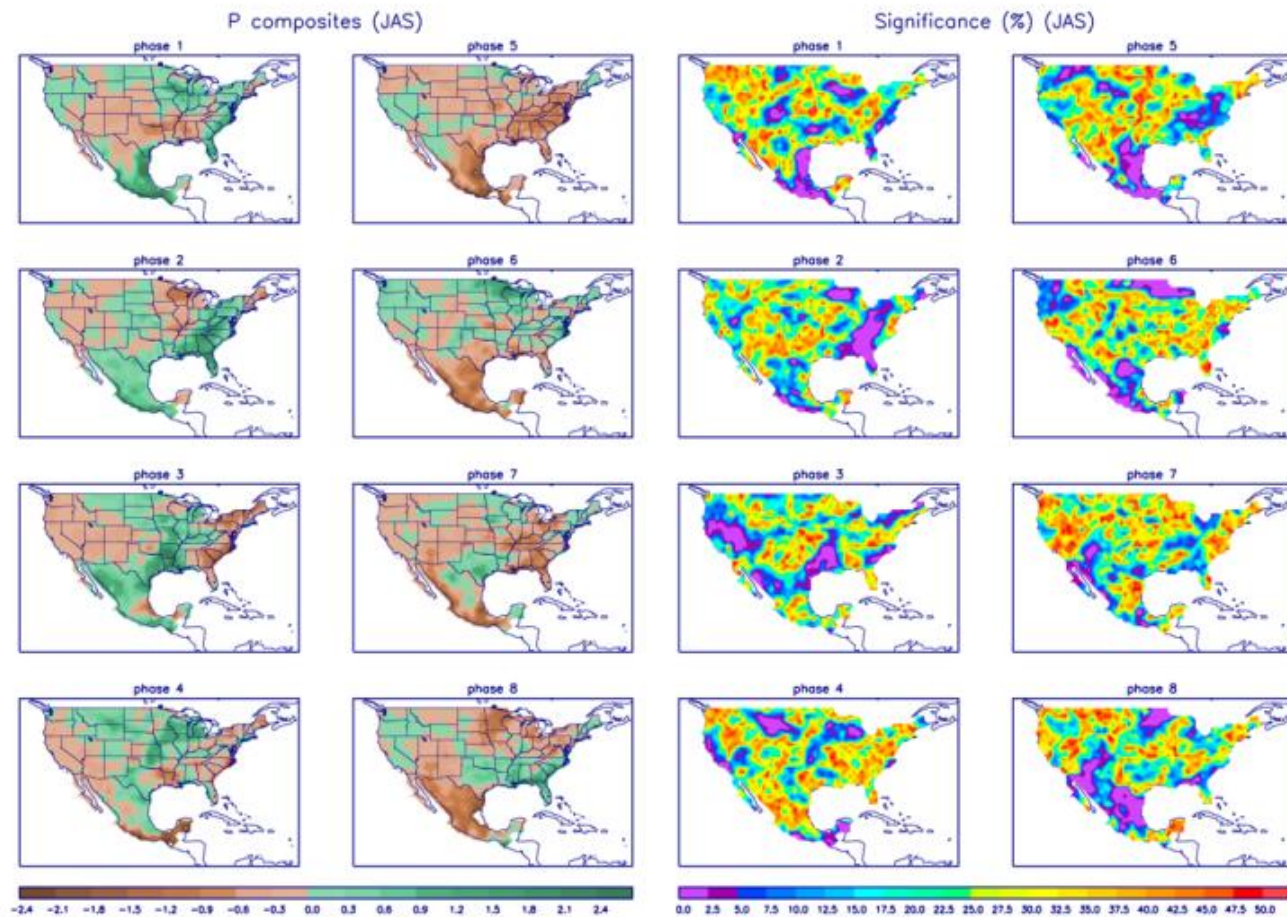 P composites (JAS) Significance (%) (JAS)
phase 1 phase 5 phase 1 phase 5
phase 2 phase 6 phase 2 phase 6
phase 3 phase 7 phase 3 phase 7
phase 4 phase 8 phase 4 phase 8
−2.4 −2.1 −1.8 −1.5 −1.2 −0.9 −0.6 −0.3 0.0 0.3 0.6 0.9 1.2 1.5 1.8 2.1 2.4 0.0 2.5 5.0 7.5 10.0 12.5 15.0 17.5 20.0 22.5 25.0 27.5 30.0 32.5 35.0 37.5 40.0 42.5 45.0 47.5 50.0